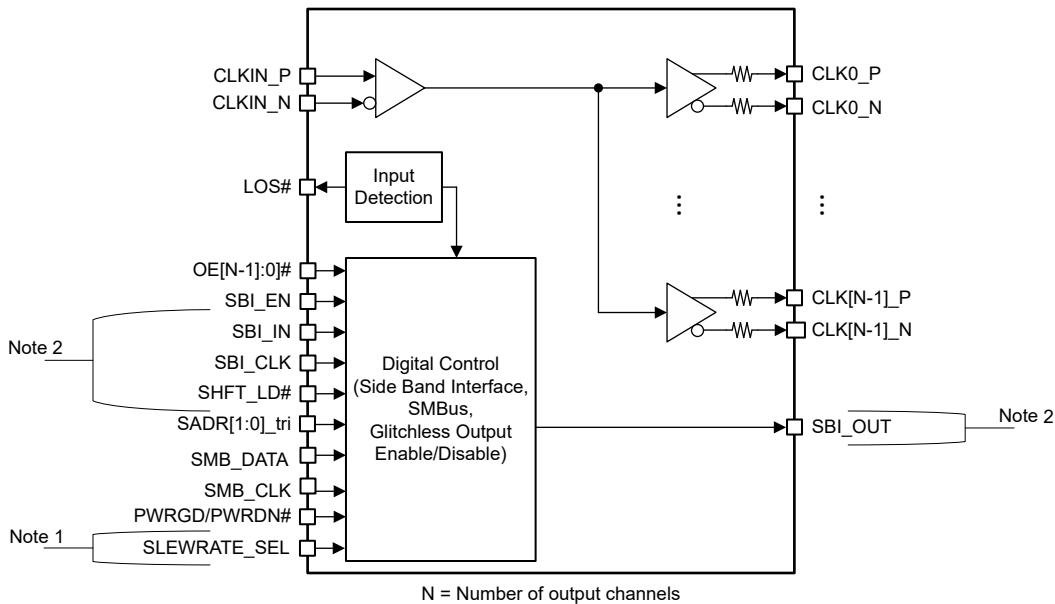 CLKIN_P
CLKIN_N
CLK0_P
CLK0_N
LOS#
Input
Detection
⋮
⋮
OE[N-1]:0]#
SBI_EN
SBI_IN
SBI_CLK
SHFT_LD#
SADR[1:0]_tri
SMB_DATA
SMB_CLK
PWRGD/PWRDN#
SLEWRATE_SEL
Note 2
Note 1
Digital Control
(Side Band Interface,
SMBus,
Glitchless Output
Enable/Disable)
CLK[N-1]_P
CLK[N-1]_N
SBI_OUT
Note 2
N = Number of output channels